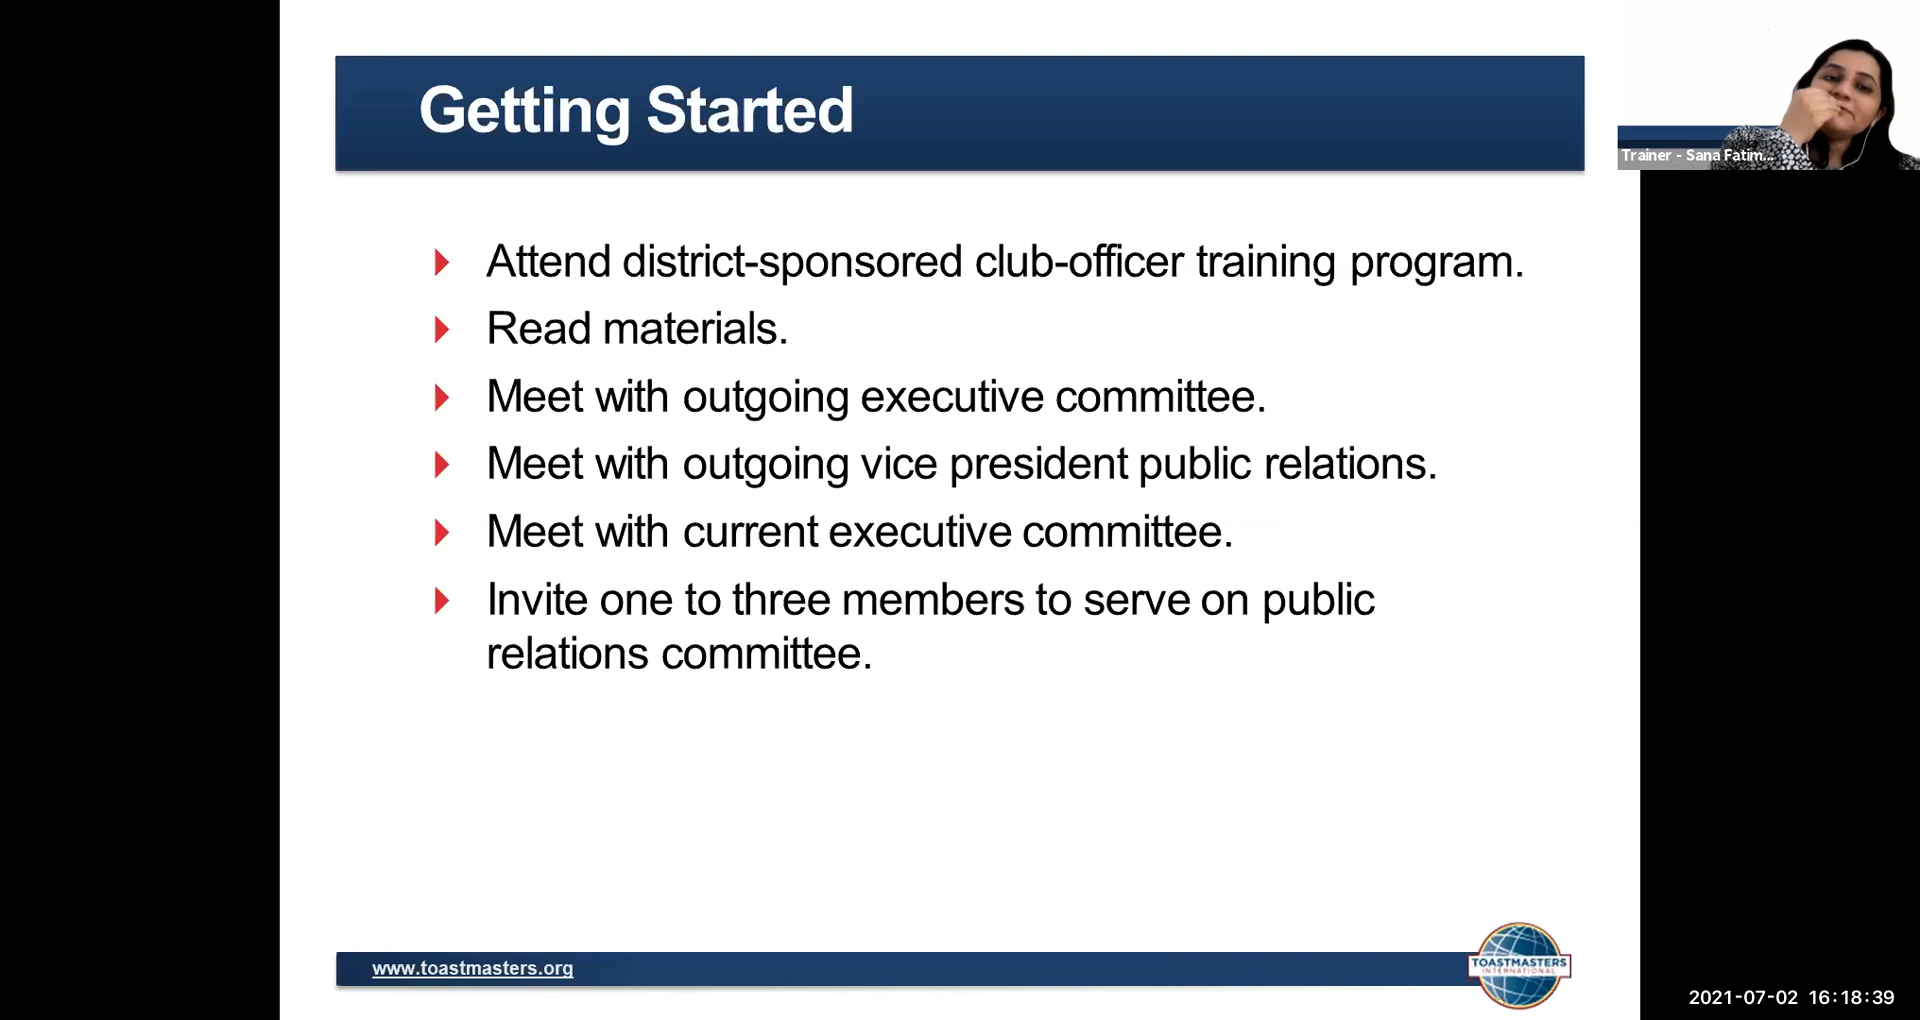 Getting Started
Trainer - Sana Fatim...
Attend district-sponsored club-officer training program.
Read materials.
Meet with outgoing executive committee.
Meet with outgoing vice president public relations.
Meet with current executive committee.
Invite one to three members to serve on public
relations committee.
www.toastmasters.org
TOASTMASTERS
INTERNATIONAL
2021-07-02 16:18:39